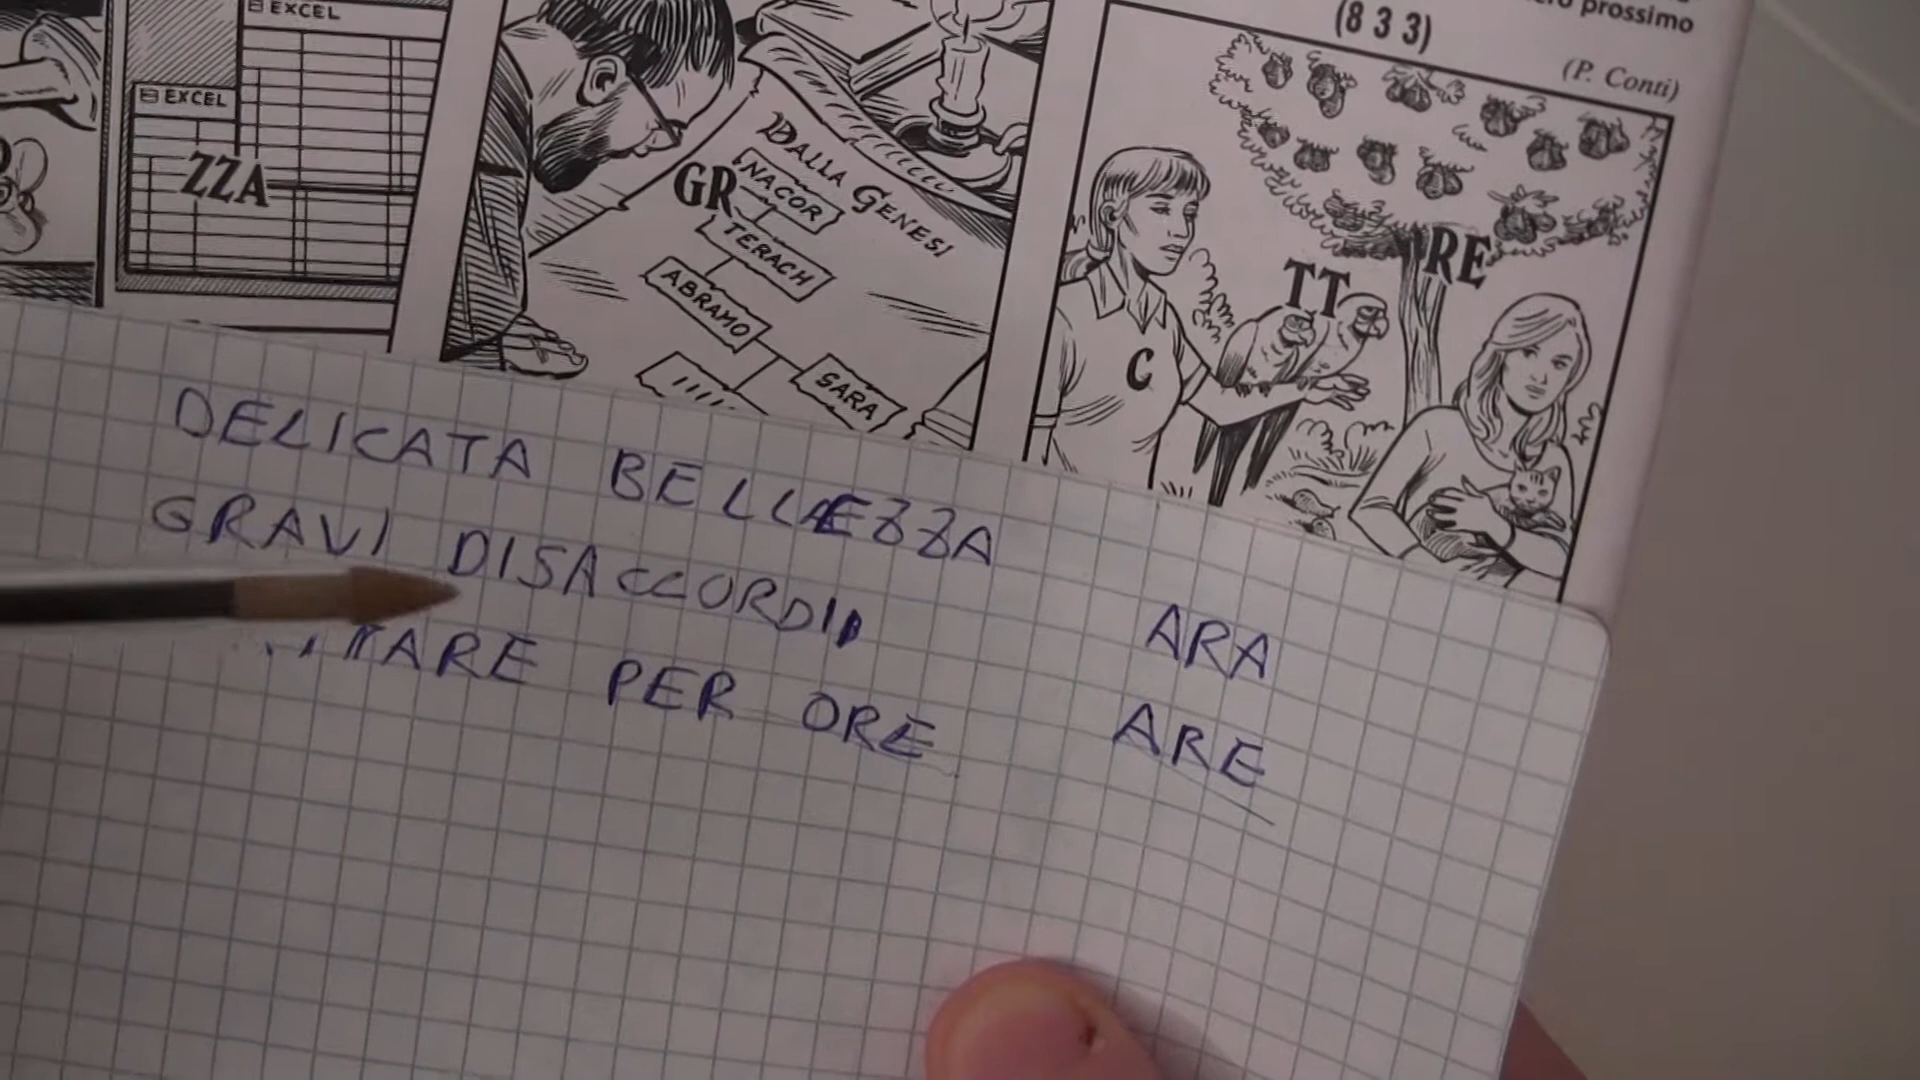 (8 3 3)
prossimo
(P. Conti)
EXCEL
EXCEL
ZZA
DALLA GENESI
GR
NACOR
TERACH
ABRAMO
SARA
C
TT
RE
DELICATA BELLEZZA
GRAVI DISACCORDI
TARE PER ORE
ARA
ARE